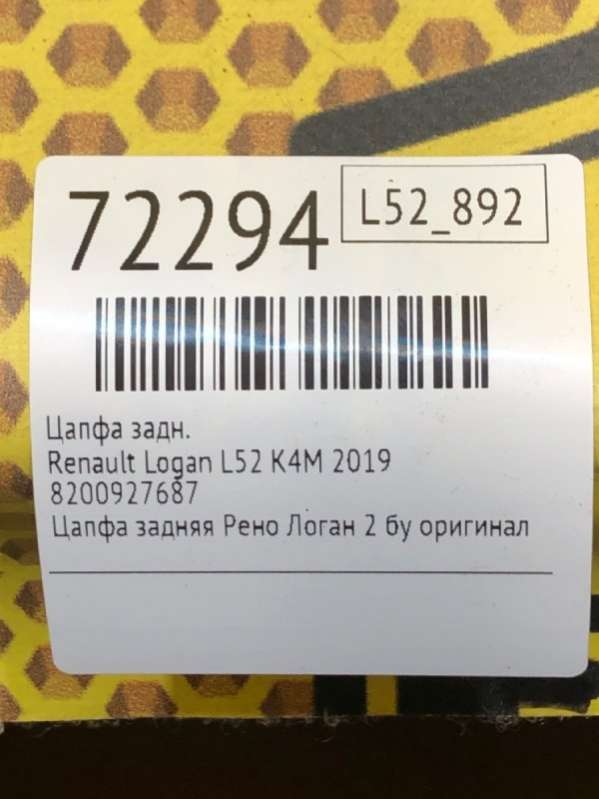 72294
L52_892
Цапфа задн.
Renault Logan L52 K4M 2019
8200927687
Цапфа задняя Рено Логан 2 бу оригинал